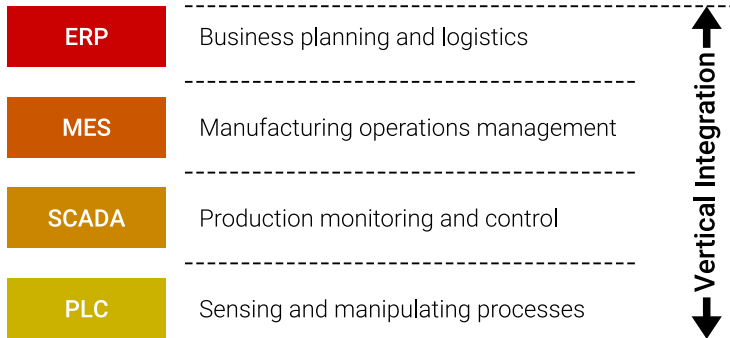 ERP Business planning and logistics
MES Manufacturing operations management
SCADA Production monitoring and control
PLC Sensing and manipulating processes
Vertical Integration